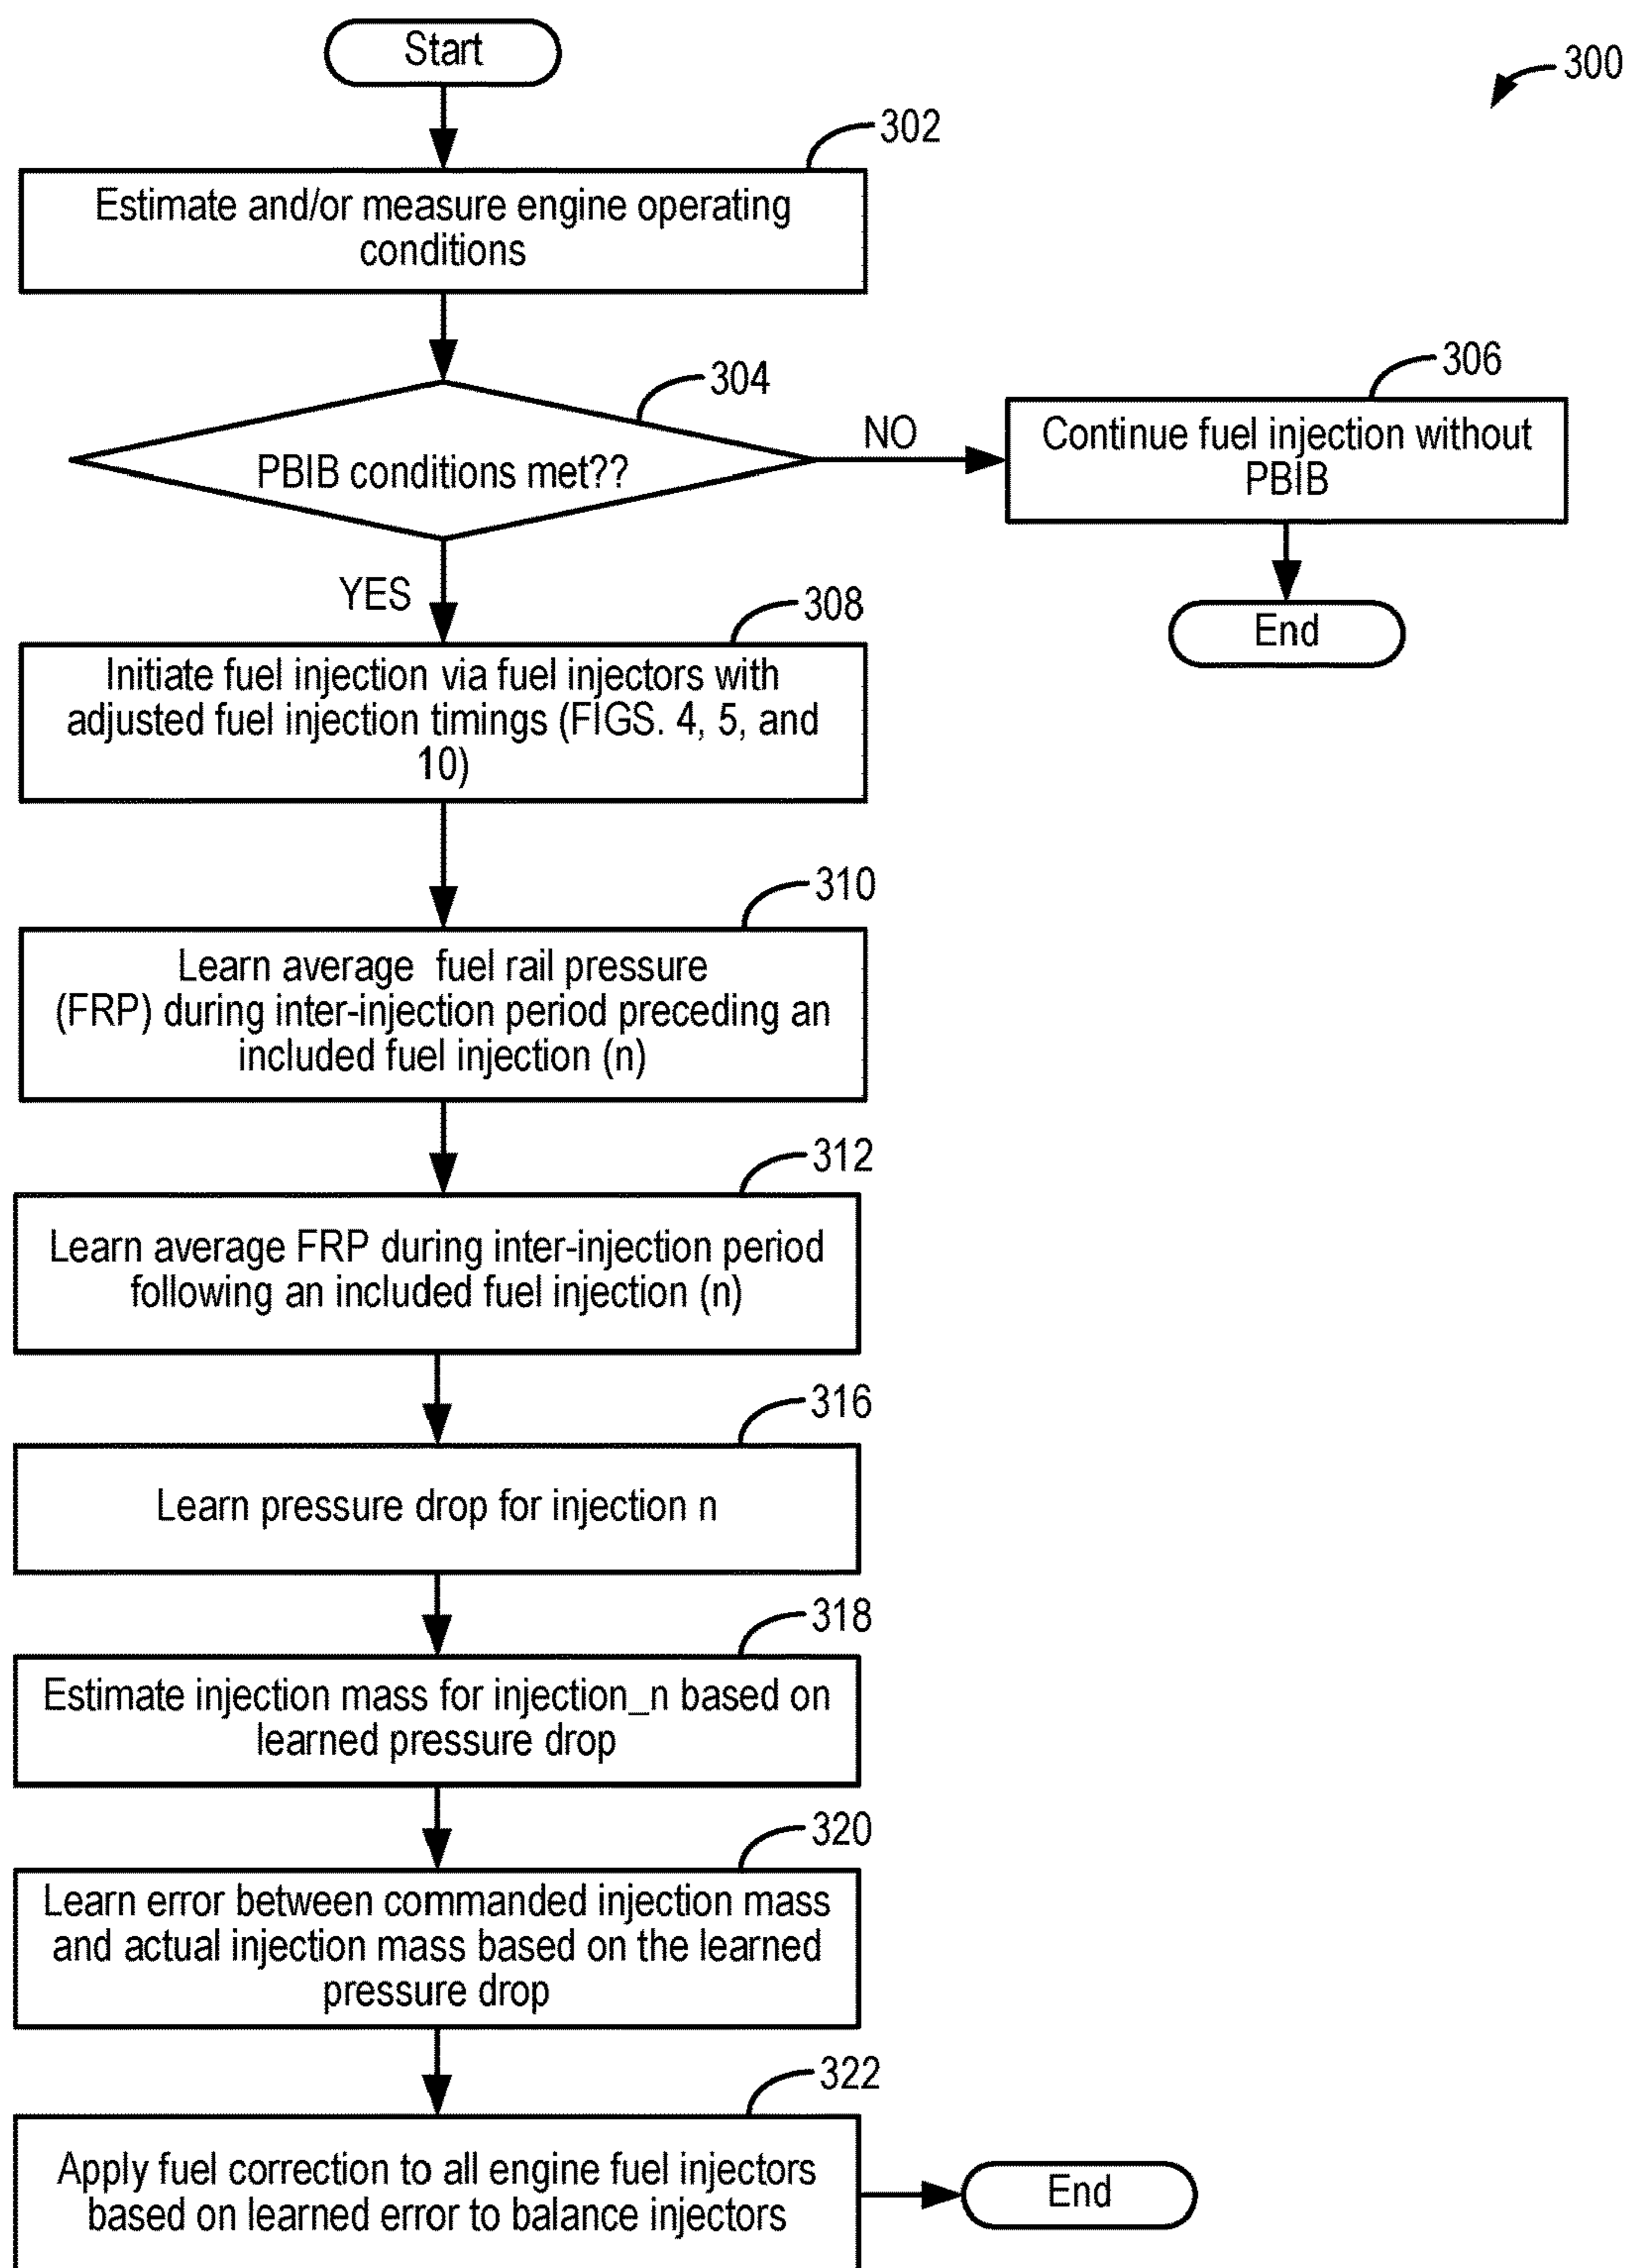 Start
300
302
Estimate and/or measure engine operating
conditions
304
PBIB conditions met??
NO
306
Continue fuel injection without
PBIB
End
YES
308
Initiate fuel injection via fuel injectors with
adjusted fuel injection timings (FIGS. 4, 5, and
10)
310
Learn average fuel rail pressure
(FRP) during inter-injection period preceding an
included fuel injection (n)
312
Learn average FRP during inter-injection period
following an included fuel injection (n)
316
Learn pressure drop for injection n
318
Estimate injection mass for injection_n based on
learned pressure drop
320
Learn error between commanded injection mass
and actual injection mass based on the learned
pressure drop
322
Apply fuel correction to all engine fuel injectors
based on learned error to balance injectors
End